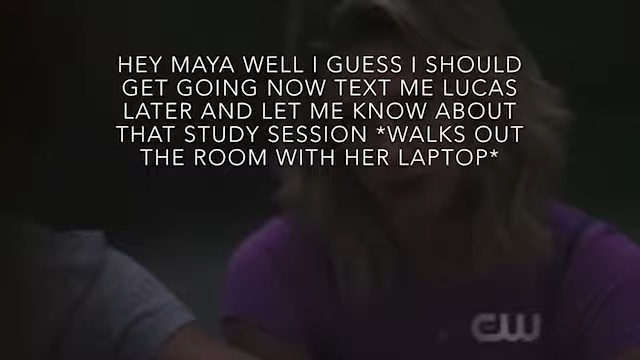 HEY MAYA WELL I GUESS I SHOULD
GET GOING NOW TEXT ME LUCAS
LATER AND LET ME KNOW ABOUT
THAT STUDY SESSION *WALKS OUT
THE ROOM WITH HER LAPTOP*
CW